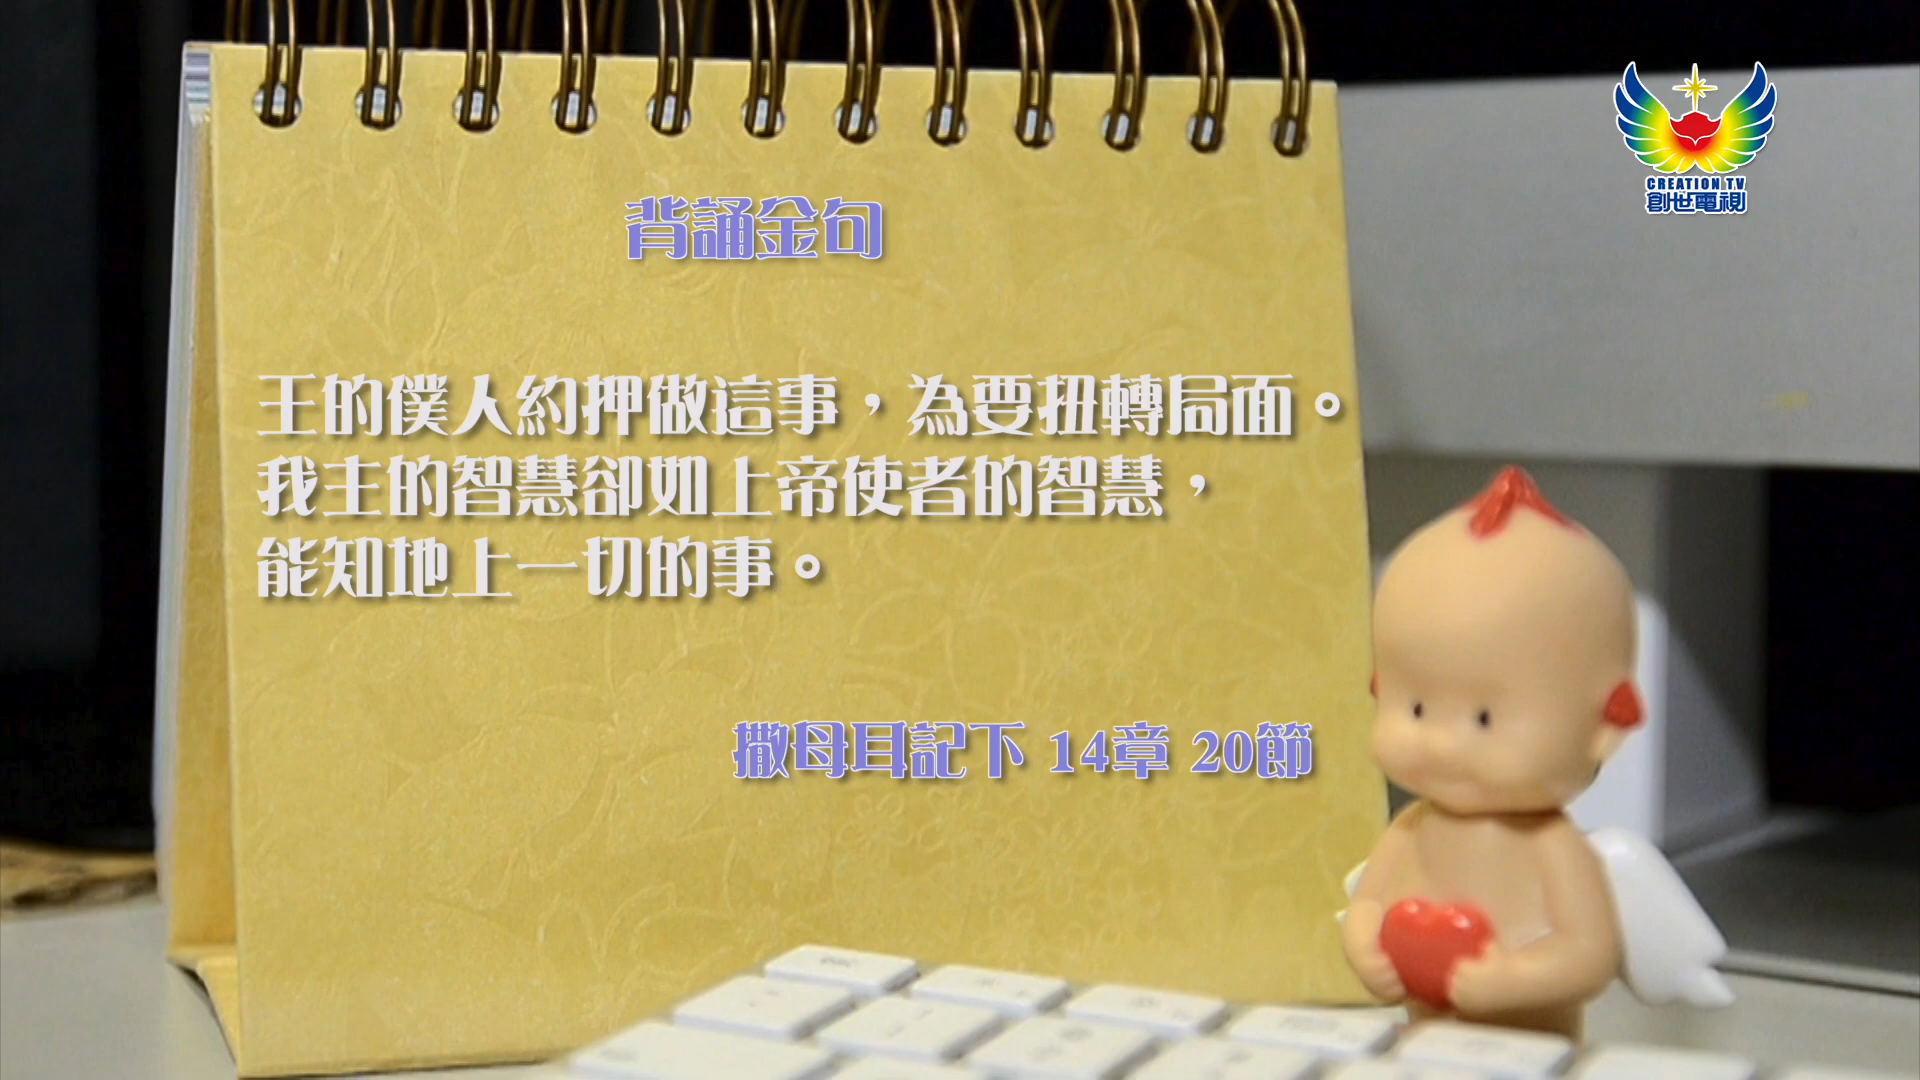 CREATION TV
創世電視
背誦金句
王的僕人約押做這事，為要扭轉局面。
我主的智慧卻如上帝使者的智慧，
能知地上一切的事。
撒母耳記下 14章 20節